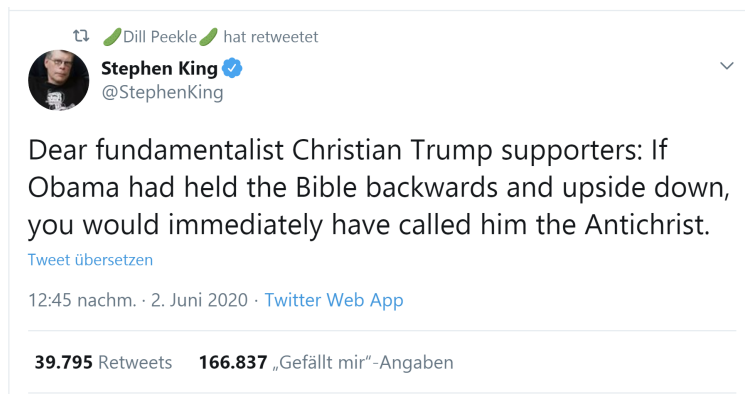 Dill Peekle hat retweetet
Stephen King
@StephenKing
Dear fundamentalist Christian Trump supporters: If
Obama had held the Bible backwards and upside down,
you would immediately have called him the Antichrist.
Tweet übersetzen
12:45 nachm. · 2. Juni 2020 · Twitter Web App
39.795 Retweets 166.837 „Gefällt mir“-Angaben